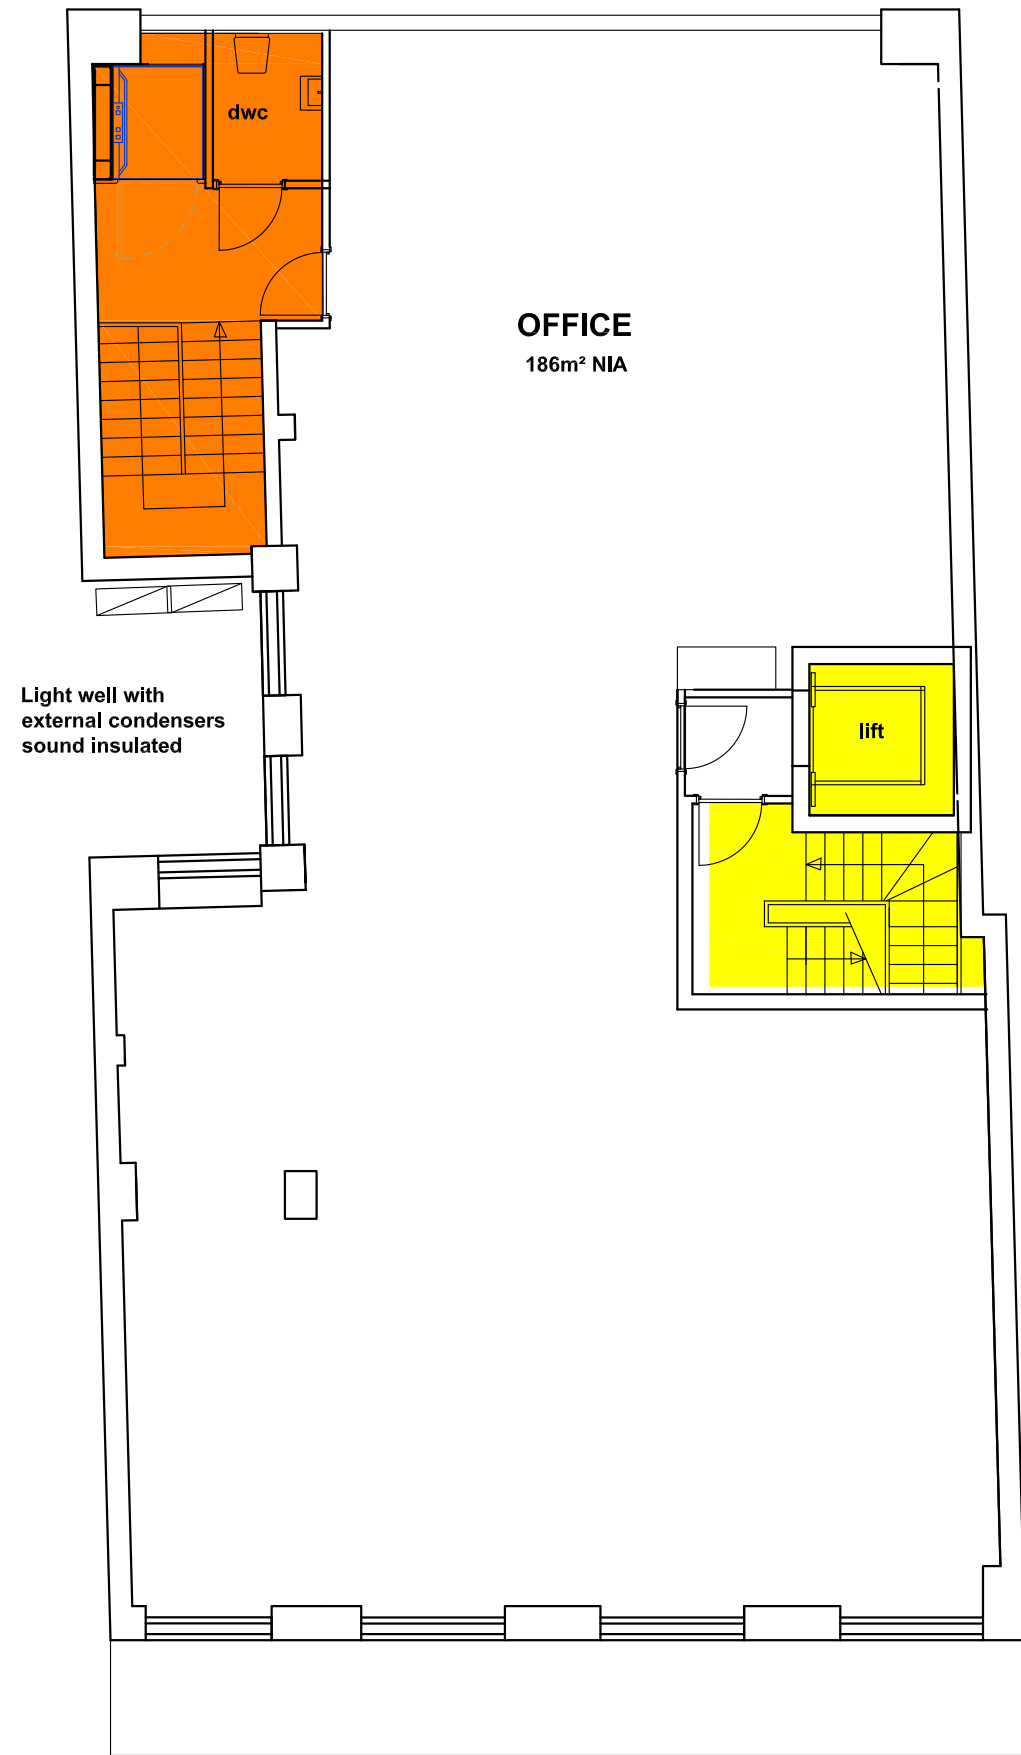 dwc
OFFICE
186m² NIA
Light well with
external condensers
sound insulated
lift